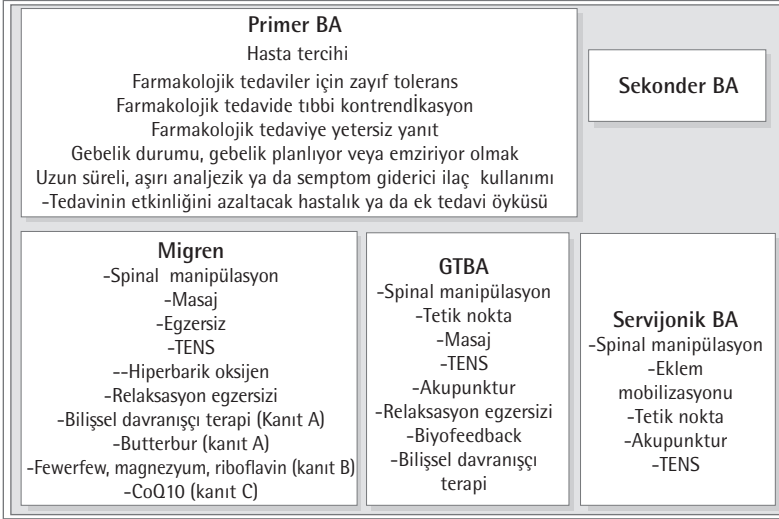 Primer BA
Hasta tercihi
Farmakolojik tedaviler için zayıf tolerans
Farmakolojik tedavide tıbbi kontrendİkasyon
Farmakolojik tedaviye yetersiz yanıt
Gebelik durumu, gebelik planlıyor veya emziriyor olmak
Uzun süreli, aşırı analjezik ya da semptom giderici ilaç kullanımı
-Tedavinin etkinliğini azaltacak hastalık ya da ek tedavi öyküsü
Sekonder BA
Migren
-Spinal manipülasyon
-Masaj
-Egzersiz
-TENS
--Hiperbarik oksijen
-Relaksasyon egzersizi
-Bilişsel davranışçı terapi (Kanıt A)
-Butterbur (kanıt A)
-Fewerfew, magnezyum, riboflavin (kanıt B)
-CoQ10 (kanıt C)
GTBA
-Spinal manipülasyon
-Tetik nokta
-Masaj
-TENS
-Akupunktur
-Relaksasyon egzersizi
-Biyofeedback
-Bilişsel davranışçı
terapi
Servijonik BA
-Spinal manipülasyon
-Eklem
mobilizasyonu
-Tetik nokta
-Akupunktur
-TENS